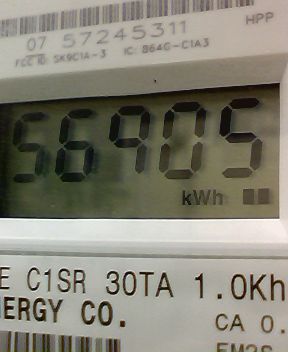 HPP
07 57245311
FCC ID: SK9C1A-3 IC: 864G-C1A3
56905
kWh
E C1SR 30TA 1.0Kh
ERGY CO.
CA 0.